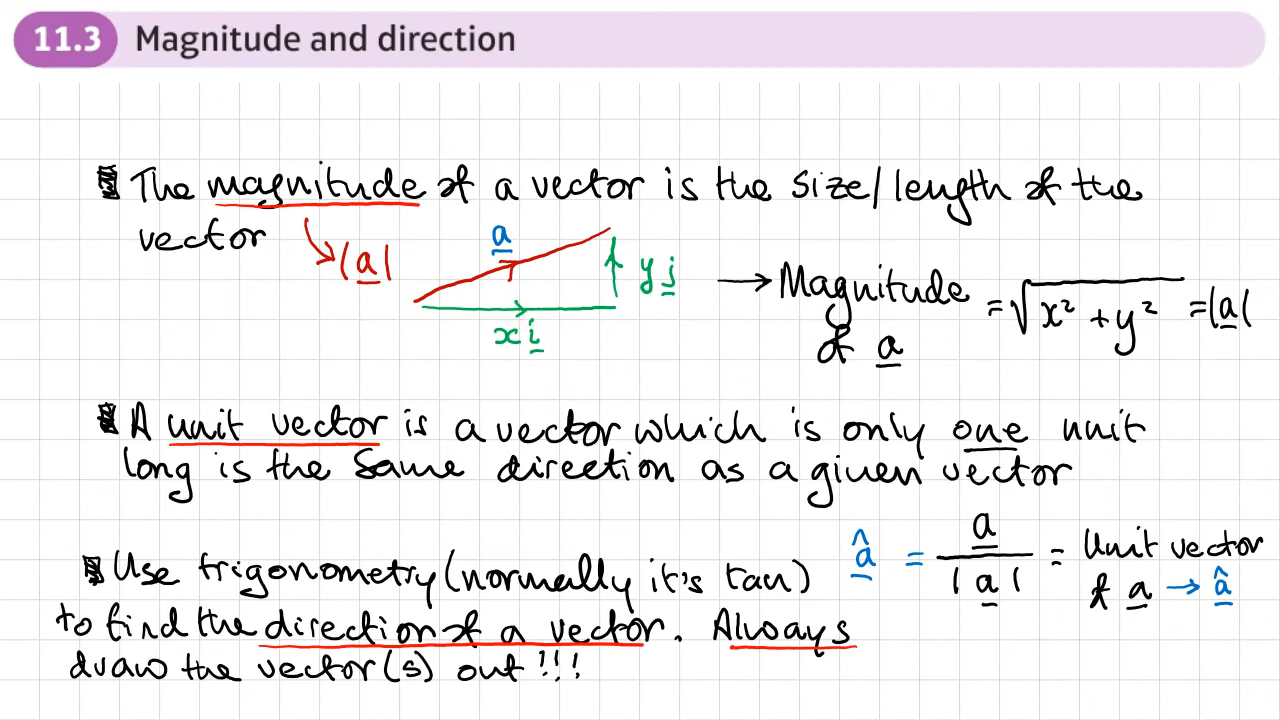 11.3 Magnitude and direction
The magnitude of a vector is the size/length of the
vector
|a|
a
y j
x i
→ Magnitude of a = √x² + y² = |a|
A unit vector is a vector which is only one unit
long is the same direction as a given vector
â = a / |a| = Unit vector of a → â
Use trigonometry (normally it's tan)
to find the direction of a vector. Always
draw the vector(s) out!!!